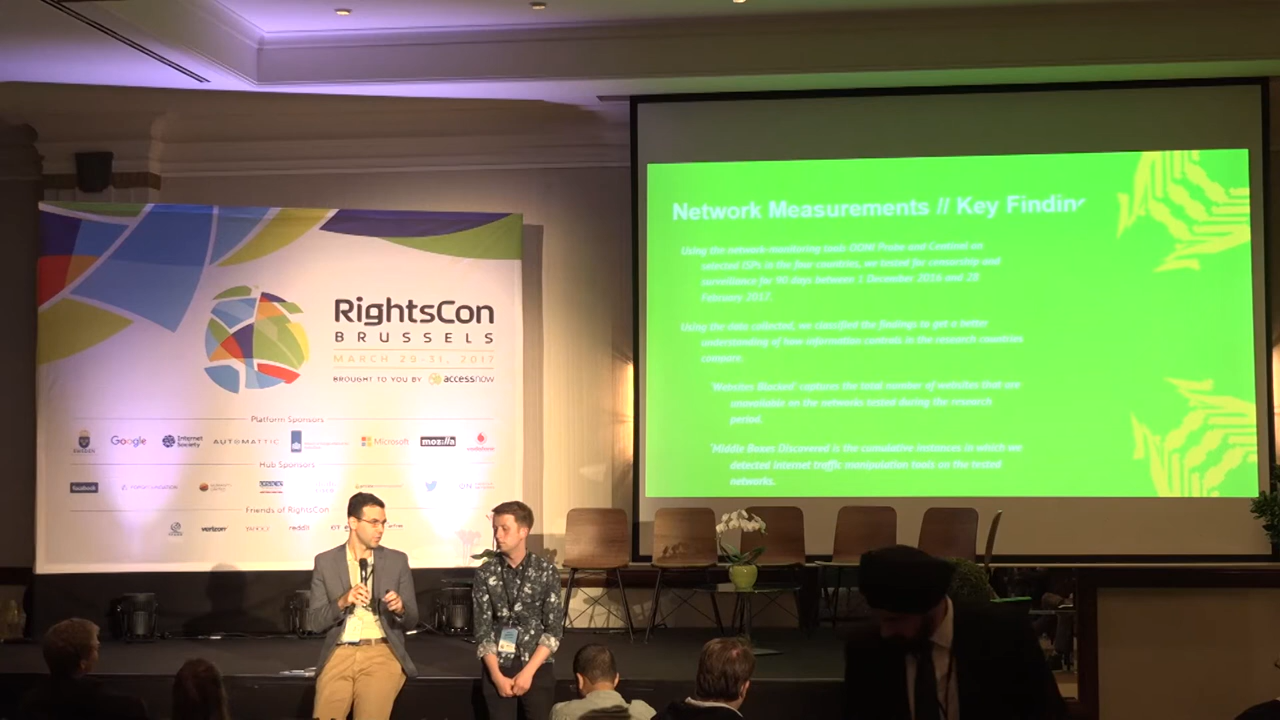 RightsCon
BRUSSELS
MARCH 29-31, 2017
BROUGHT TO YOU BY accessnow
Platform Sponsors
Google
Internet Society
AUTOMATTIC
Microsoft
moz://a
vodafone
Hub Sponsors
facebook
Friends of RightsCon
verizon
reddit
Network Measurements // Key Findin
Using the network-monitoring tools OONI Probe and Centinel on
selected ISPs in the four countries, we tested for censorship and
surveillance for 90 days between 1 December 2016 and 28
February 2017.
Using the data collected, we classified the findings to get a better
understanding of how information controls in the research countries
compare.
'Websites Blocked' captures the total number of websites that are
unavailable on the networks tested during the research
period.
'Middle Boxes Discovered is the cumulative instances in which we
detected internet traffic manipulation tools on the tested
networks.